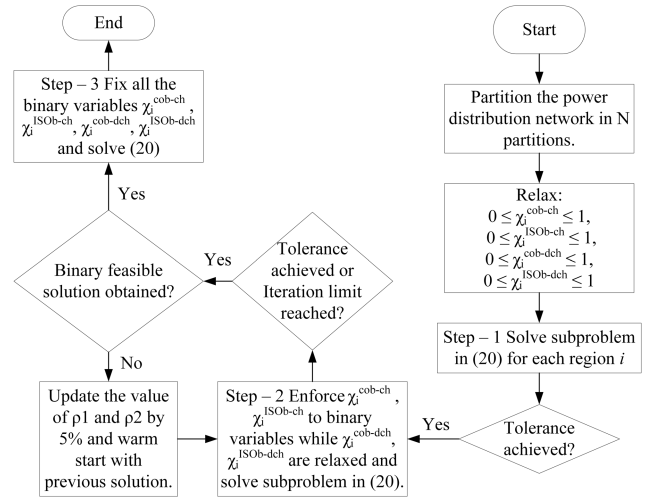 Start
Partition the power
distribution network in N
partitions.
Relax:
0 ≤ χᵢ^cob-ch ≤ 1,
0 ≤ χᵢ^ISOb-ch ≤ 1,
0 ≤ χᵢ^cob-dch ≤ 1,
0 ≤ χᵢ^ISOb-dch ≤ 1
Step – 1 Solve subproblem
in (20) for each region i
Tolerance
achieved?
Yes
Step – 2 Enforce χᵢ^cob-ch ,
χᵢ^ISOb-ch to binary
variables while χᵢ^cob-dch,
χᵢ^ISOb-dch are relaxed and
solve subproblem in (20).
Tolerance
achieved or
Iteration limit
reached?
Yes
Binary feasible
solution obtained?
No
Update the value
of ρ1 and ρ2 by
5% and warm
start with
previous solution.
Yes
Step – 3 Fix all the
binary variables χᵢ^cob-ch ,
χᵢ^ISOb-ch, χᵢ^cob-dch, χᵢ^ISOb-dch
and solve (20)
End